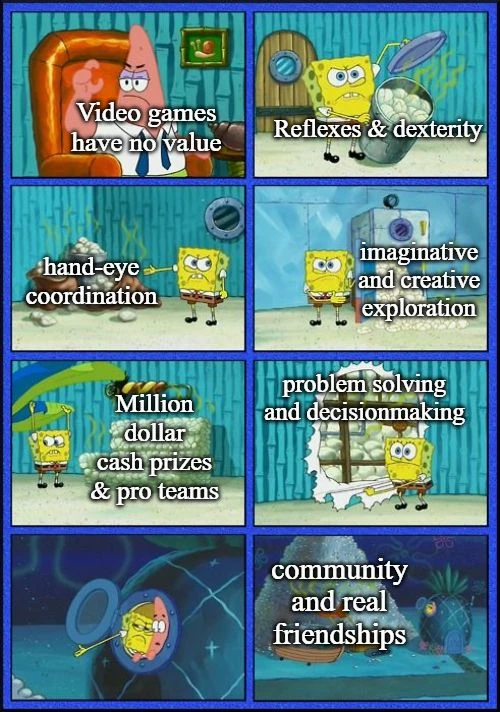 Video games
have no value
Reflexes & dexterity
hand-eye
coordination
imaginative
and creative
exploration
Million
dollar
cash prizes
& pro teams
problem solving
and decisionmaking
community
and real
friendships